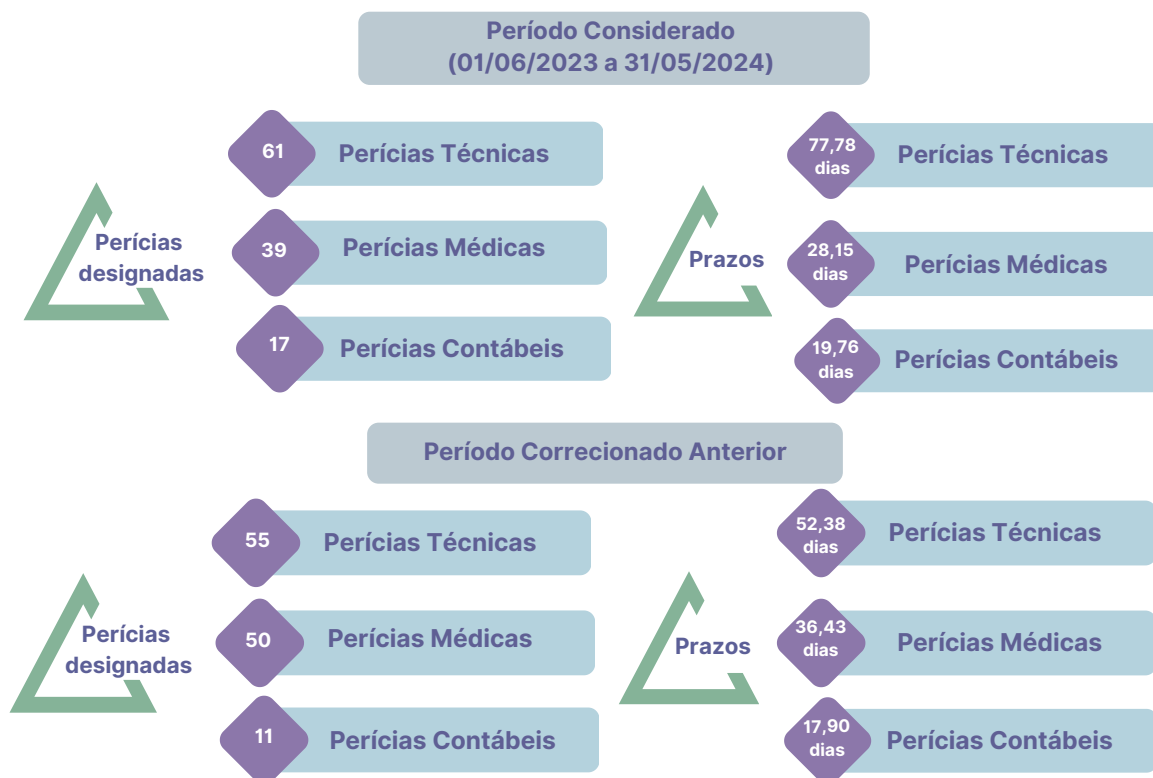 Período Considerado
(01/06/2023 a 31/05/2024)
Perícias
designadas
61
Perícias Técnicas
39
Perícias Médicas
17
Perícias Contábeis
Prazos
77,78
dias
Perícias Técnicas
28,15
dias
Perícias Médicas
19,76
dias
Perícias Contábeis
Período Correcionado Anterior
Perícias
designadas
55
Perícias Técnicas
50
Perícias Médicas
11
Perícias Contábeis
Prazos
52,38
dias
Perícias Técnicas
36,43
dias
Perícias Médicas
17,90
dias
Perícias Contábeis